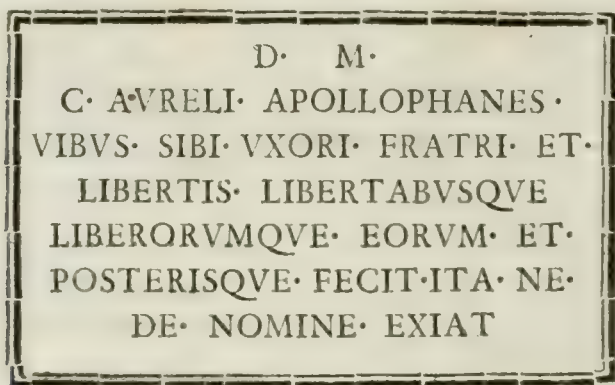 D· M·
C· AVRELI· APOLLOPHANES·
VIBVS· SIBI· VXORI· FRATRI· ET·
LIBERTIS· LIBERTABVSQVE
LIBERORVMQVE· EORVM· ET·
POSTERISQVE· FECIT·ITA· NE·
DE· NOMINE· EXIAT